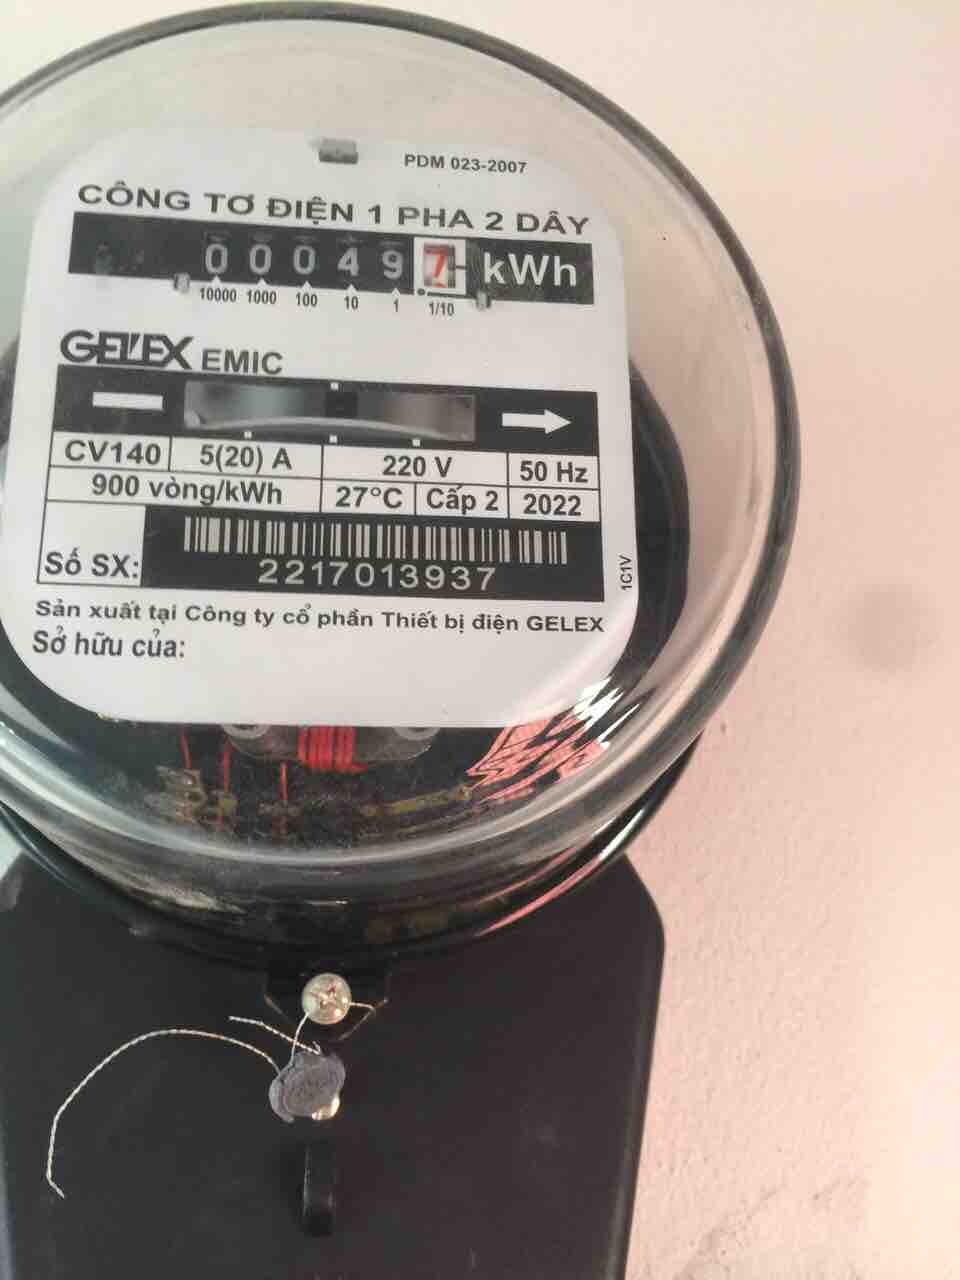 PDM 023-2007
CÔNG TƠ ĐIỆN 1 PHA 2 DÂY
0 0 0 4 9 7 kWh
10000 1000 100 10 1 1/10
GELEX EMIC
CV140 5(20) A 220 V 50 Hz
900 vòng/kWh 27°C Cấp 2 2022
Số SX: 2217013937
1C1V
Sản xuất tại Công ty cổ phần Thiết bị điện GELEX
Sở hữu của: